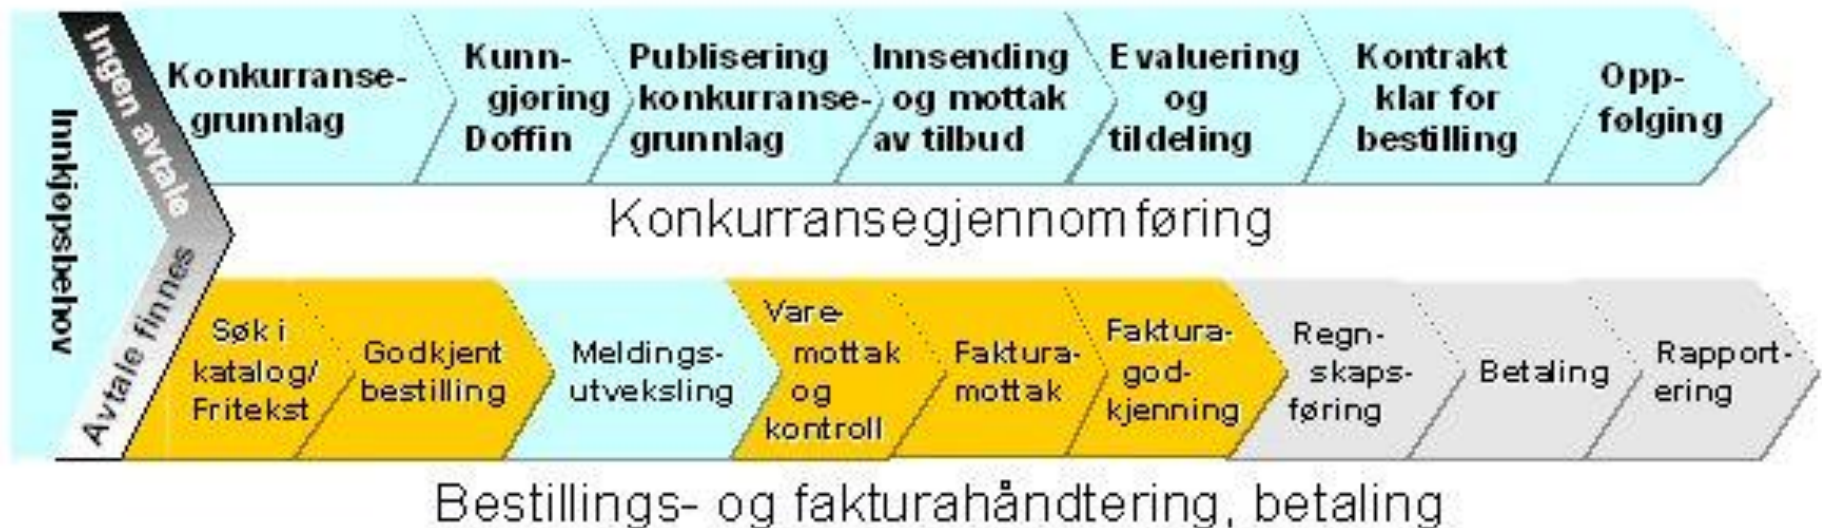 Innkjøpsbehov
Ingen avtale
Avtale finnes
Konkurranse-
grunnlag
Kunn-
gjøring
Doffin
Publisering
konkurranse-
grunnlag
Innsending
og mottak
av tilbud
Evaluering
og
tildeling
Kontrakt
klar for
bestilling
Opp-
følging
Konkurransegjennomføring
Søk i
katalog/
Fritekst
Godkjent
bestilling
Meldings-
utveksling
Vare-
mottak
og
kontroll
Faktura-
mottak
Faktura-
god-
kjenning
Regn-
skaps-
føring
Betaling
Rapport-
ering
Bestillings- og fakturahåndtering, betaling